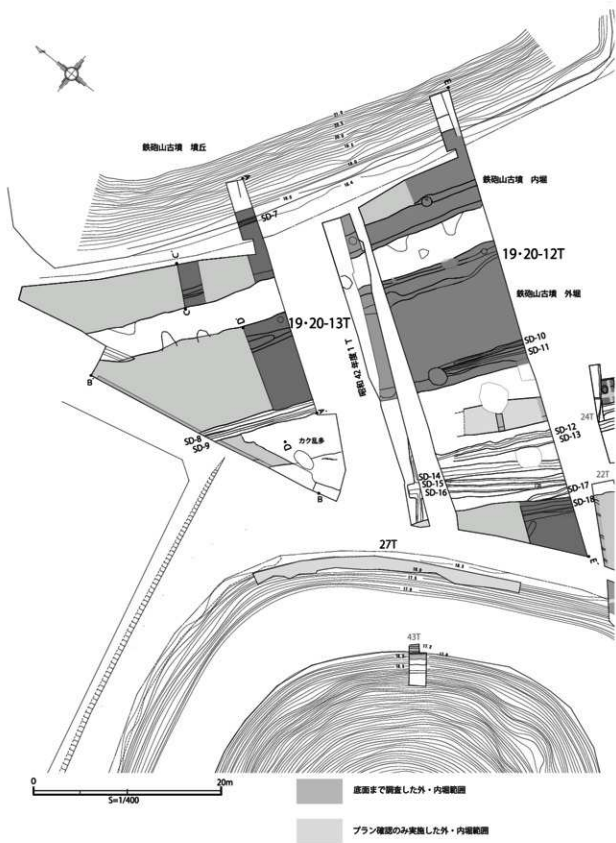 鉄砲山古墳　墳丘
E
鉄砲山古墳　内堀
A
SD-7
C
C'
19・20-12T
鉄砲山古墳　外堀
D
19・20-13T
昭和42年度1T
SD-10
SD-11
B'
A'
SD-8
SD-9
D'
カクラン多
B
24T
SD-12
SD-13
SD-14
SD-15
SD-16
22T
SD-17
SD-18
E'
27T
43T
0
20m
S=1/400
底面まで調査した外・内堀範囲
プラン確認のみ実施した外・内堀範囲